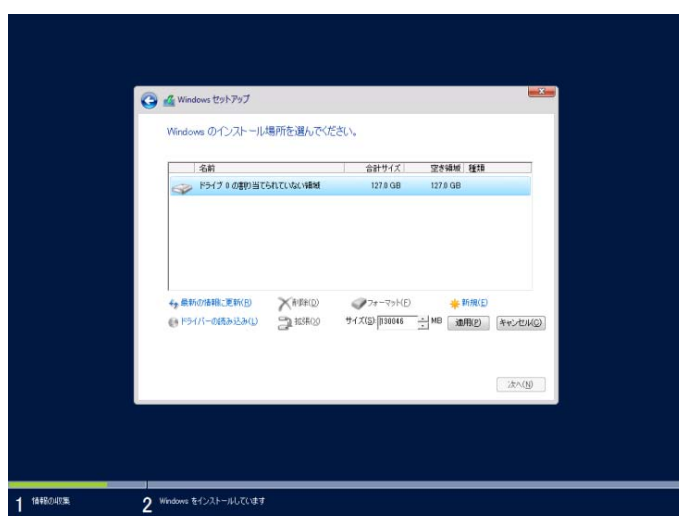 Windows セットアップ
Windows のインストール場所を選んでください。
名前 合計サイズ 空き領域 種類
ドライブ 0 の割り当てられていない領域 127.0 GB 127.0 GB
最新の情報に更新(R) 削除(D) フォーマット(F) 新規(E)
ドライバーの読み込み(L) 拡張(X) サイズ(S): 130046 MB 適用(P) キャンセル(C)
次へ(N)
1 情報の収集 2 Windows をインストールしています